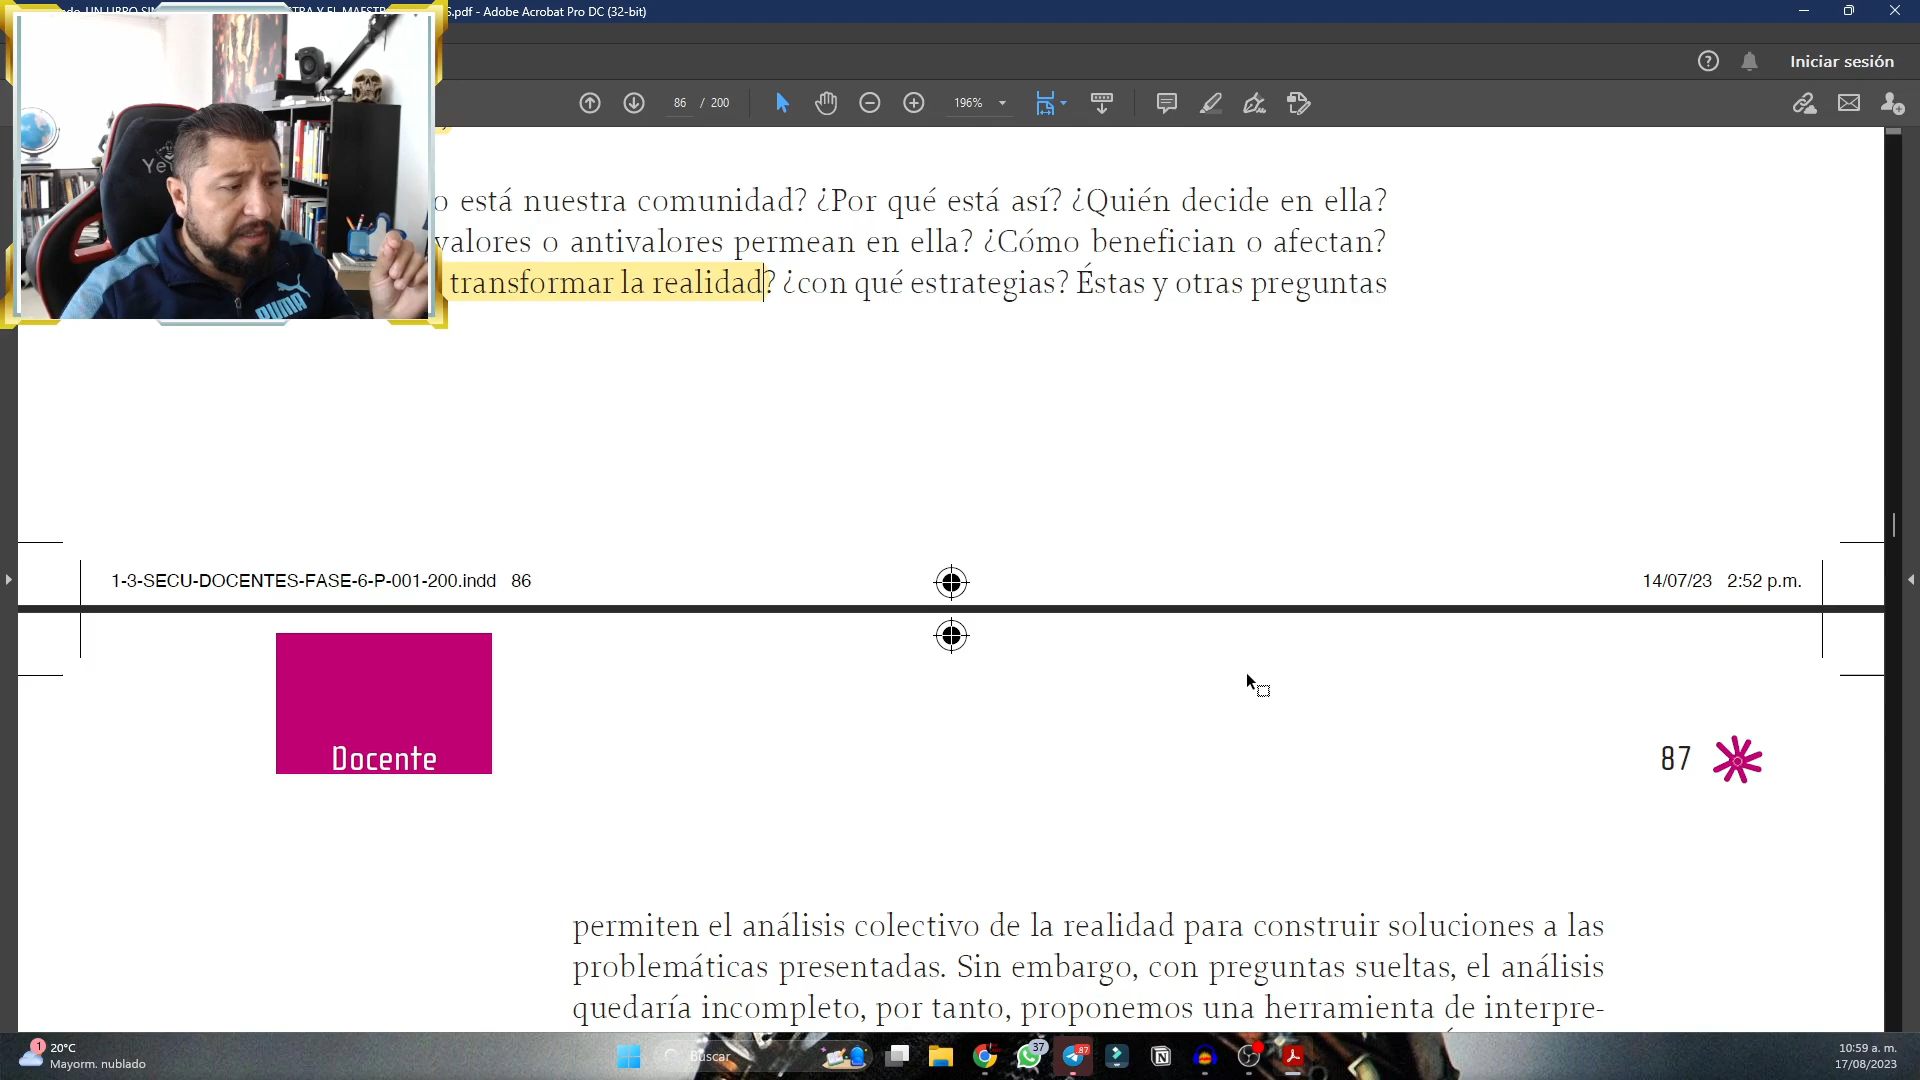 .pdf - Adobe Acrobat Pro DC (32-bit)
Iniciar sesión
86 / 200
196%
está nuestra comunidad? ¿Por qué está así? ¿Quién decide en ella?
valores o antivalores permean en ella? ¿Cómo benefician o afectan?
transformar la realidad? ¿con qué estrategias? Éstas y otras preguntas
1-3-SECU-DOCENTES-FASE-6-P-001-200.indd 86
14/07/23 2:52 p.m.
Docente
87
permiten el análisis colectivo de la realidad para construir soluciones a las
problemáticas presentadas. Sin embargo, con preguntas sueltas, el análisis
quedaría incompleto, por tanto, proponemos una herramienta de interpre-
PUMA
1
20°C
Mayorm. nublado
Buscar
37
87
10:59 a. m.
17/08/2023